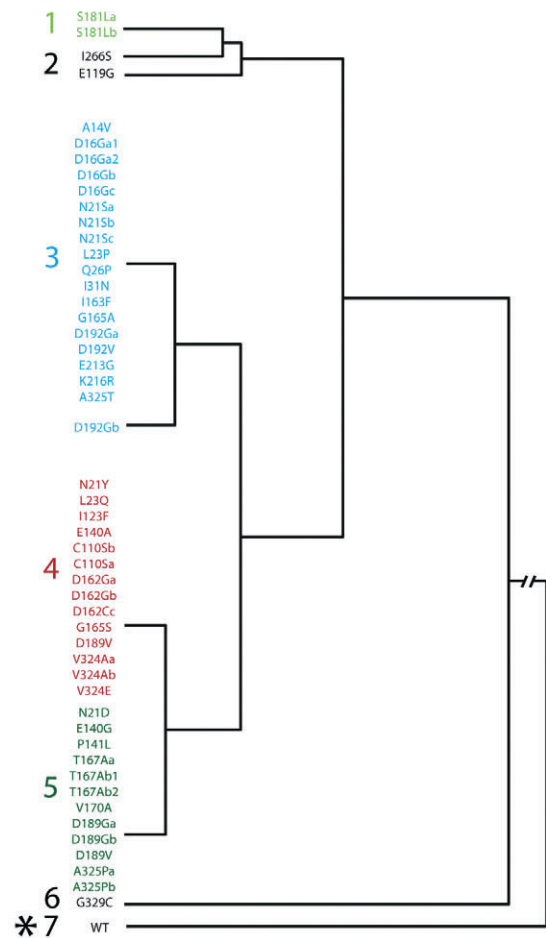 1
S181La
S181Lb
2
I266S
E119G
A14V
D16Ga1
D16Ga2
D16Gb
D16Gc
N21Sa
N21Sb
N21Sc
3
L23P
Q26P
I31N
I163F
G165A
D192Ga
D192V
E213G
K216R
A325T
D192Gb
N21Y
L23Q
I123F
E140A
C110Sb
4
C110Sa
D162Ga
D162Gb
D162Cc
G165S
D189V
V324Aa
V324Ab
V324E
N21D
E140G
P141L
T167Aa
T167Ab1
5
T167Ab2
V170A
D189Ga
D189Gb
D189V
A325Pa
A325Pb
6 G329C
*7 WT